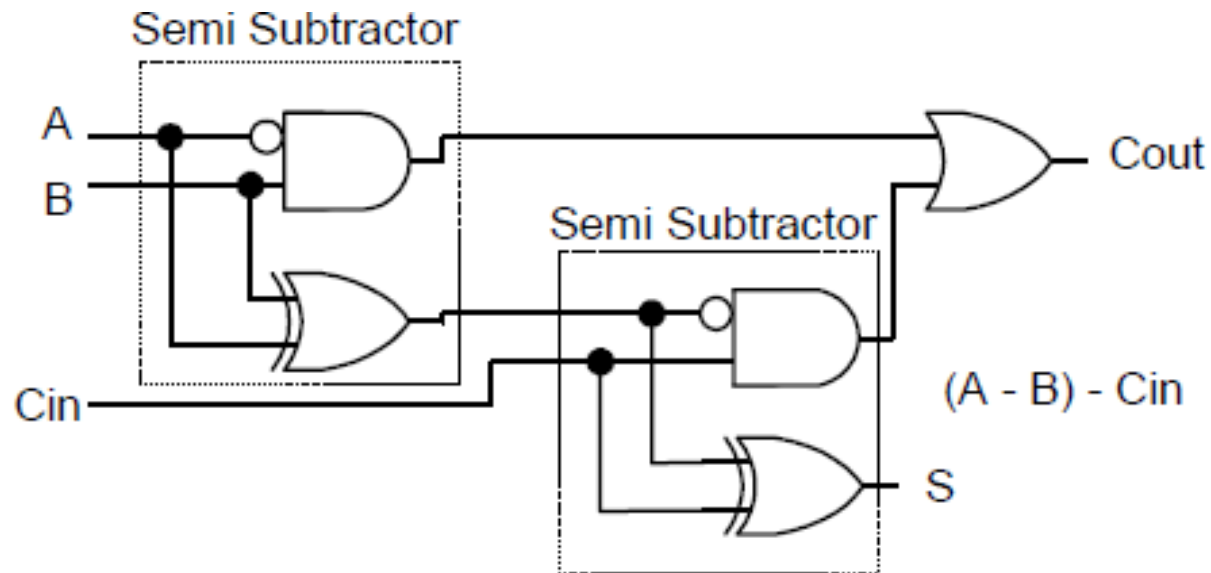 Semi Subtractor
A
B
Cout
Semi Subtractor
Cin
(A - B) - Cin
S